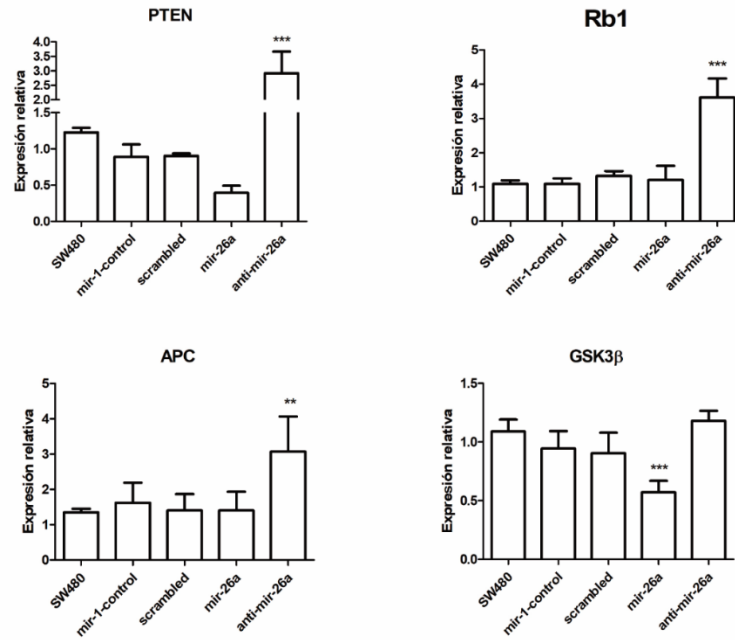 PTEN
Expresión relativa
4.0
3.5
3.0
2.5
2.0
1.5
1.0
0.5
0.0
***
SW480
mir-1-control
scrambled
mir-26a
anti-mir-26a
Rb1
Expresión relativa
5
4
3
2
1
0
***
SW480
mir-1-control
scrambled
mir-26a
anti-mir-26a
APC
Expresión relativa
5
4
3
2
1
0
**
SW480
mir-1-control
scrambled
mir-26a
anti-mir-26a
GSK3β
Expresión relativa
1.5
1.0
0.5
0.0
***
SW480
mir-1-control
scrambled
mir-26a
anti-mir-26a